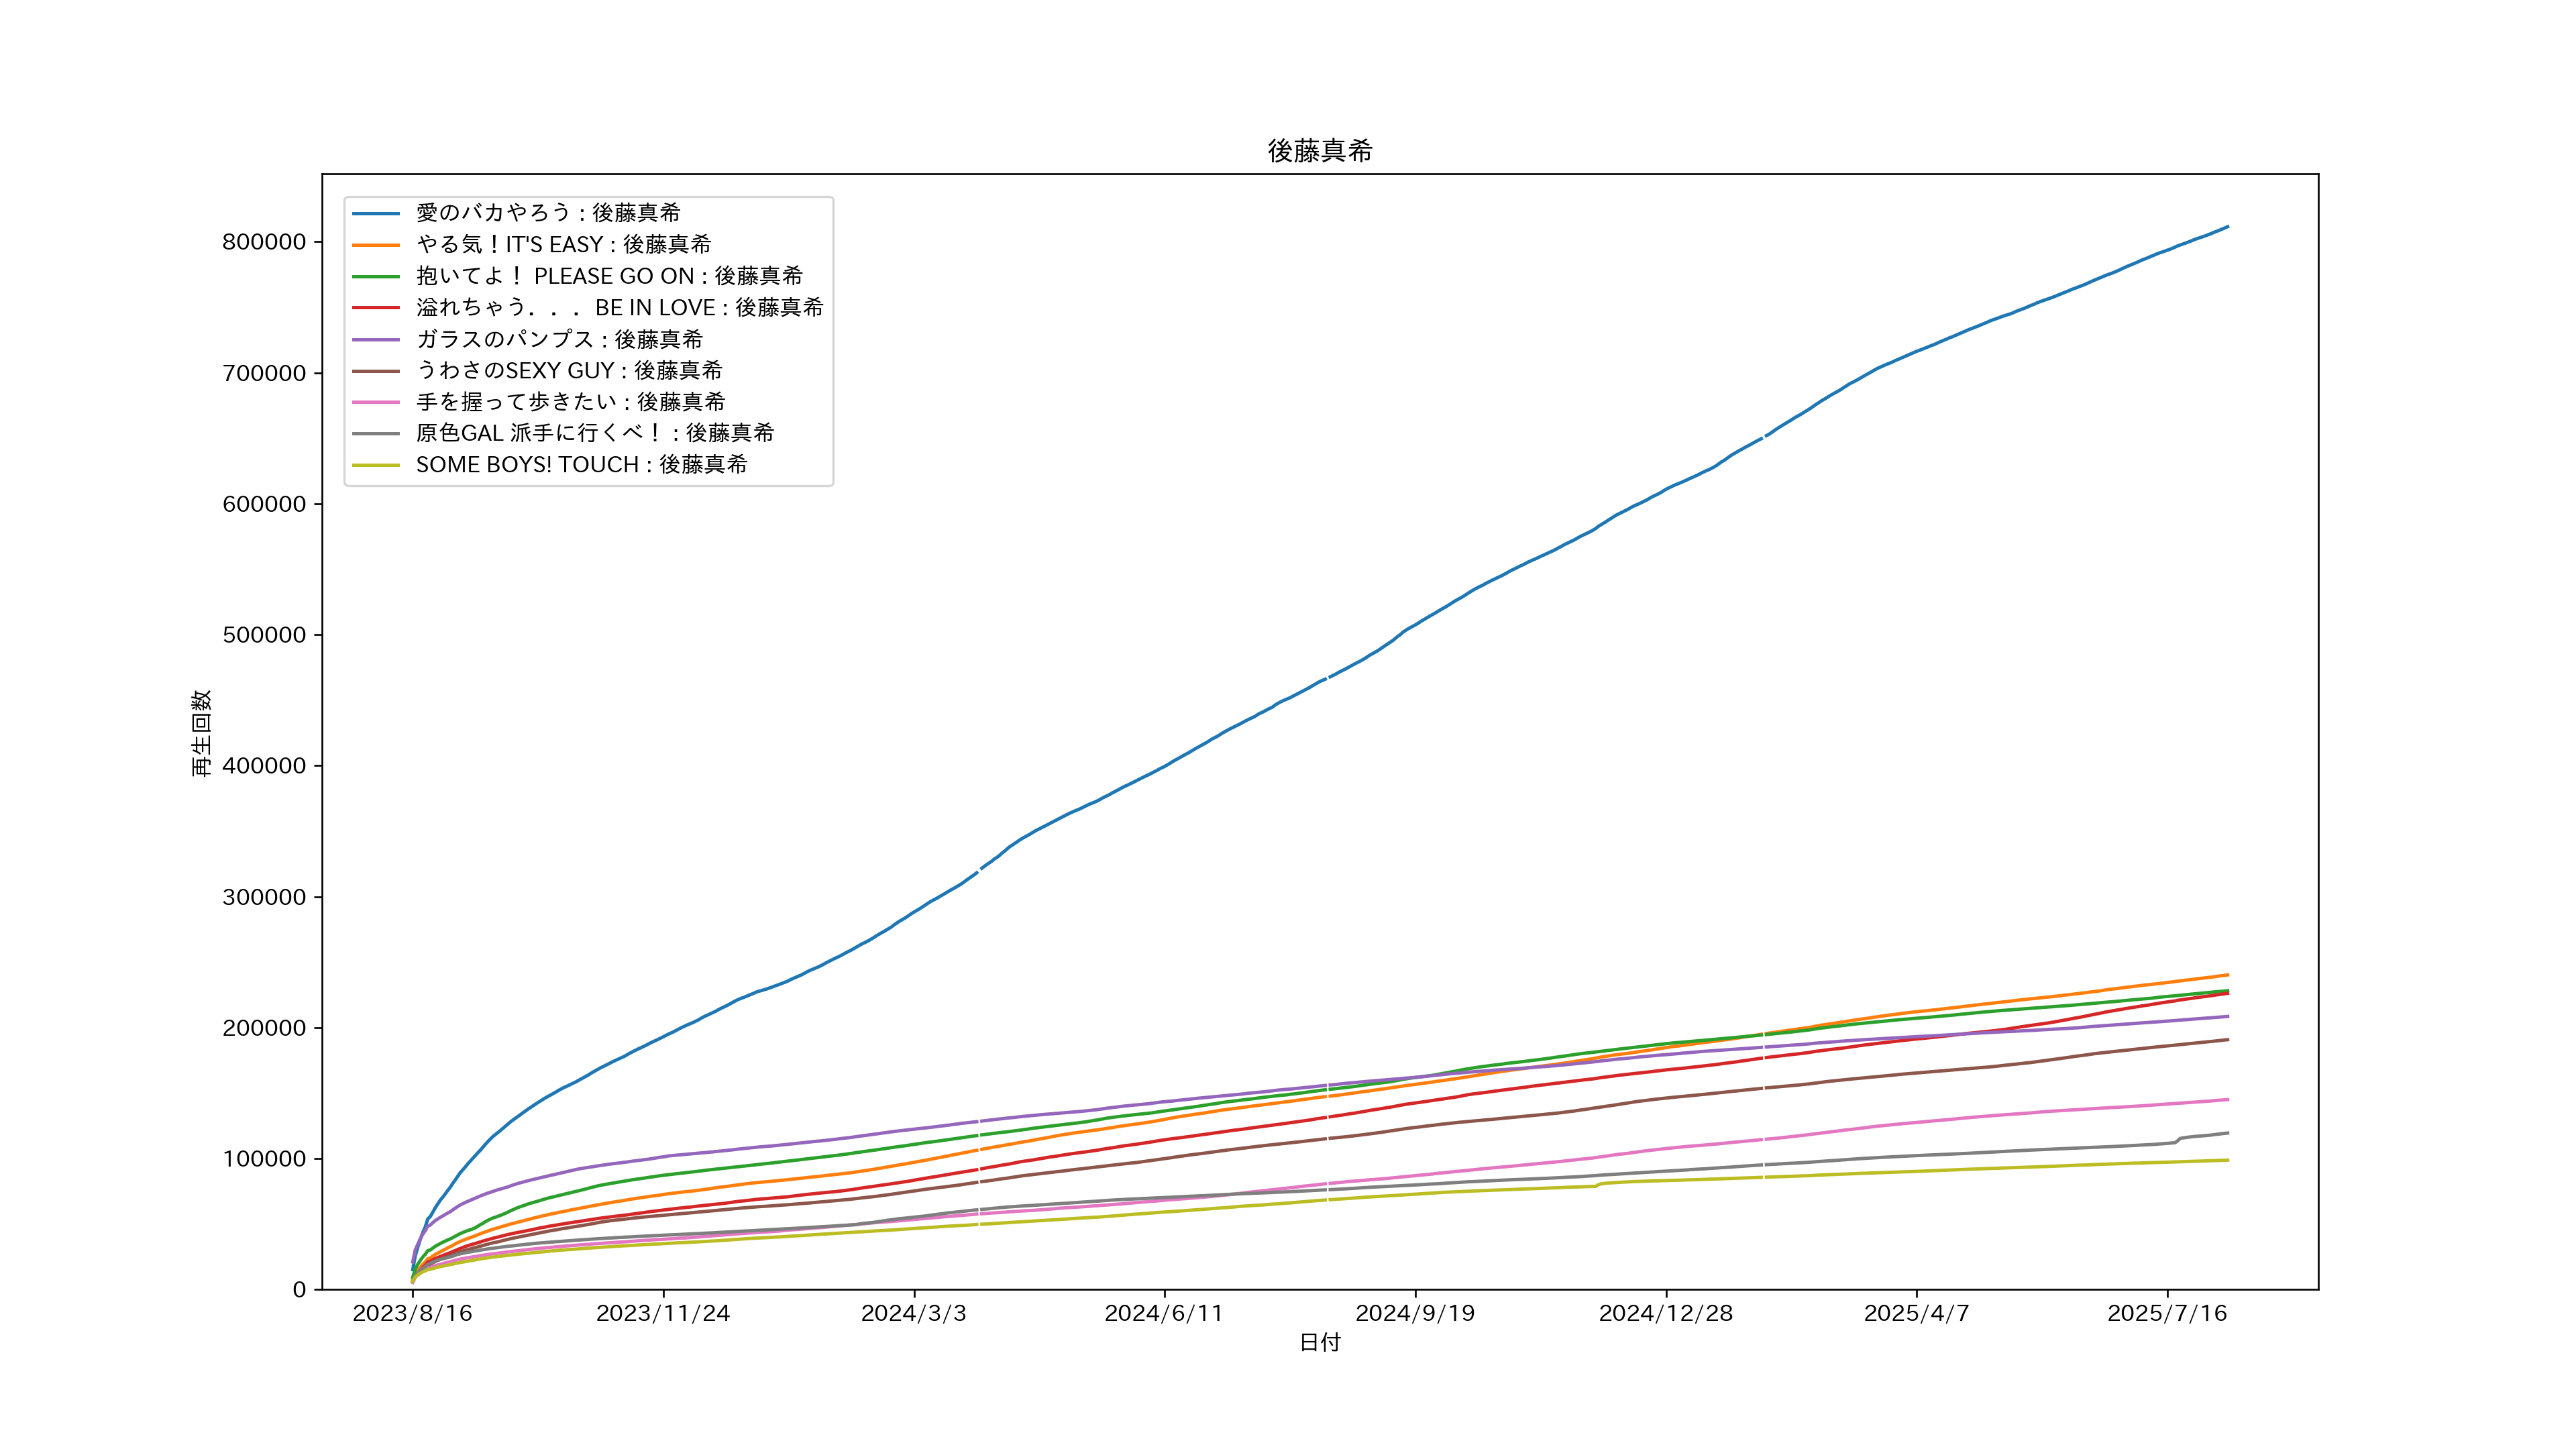 後藤真希
愛のバカやろう : 後藤真希
やる気！IT'S EASY : 後藤真希
抱いてよ！ PLEASE GO ON : 後藤真希
溢れちゃう．．． BE IN LOVE : 後藤真希
ガラスのパンプス : 後藤真希
うわさのSEXY GUY : 後藤真希
手を握って歩きたい : 後藤真希
原色GAL 派手に行くべ！ : 後藤真希
SOME BOYS! TOUCH : 後藤真希
再生回数
800000
700000
600000
500000
400000
300000
200000
100000
0
2023/8/16 2023/11/24 2024/3/3 2024/6/11 2024/9/19 2024/12/28 2025/4/7 2025/7/16
日付